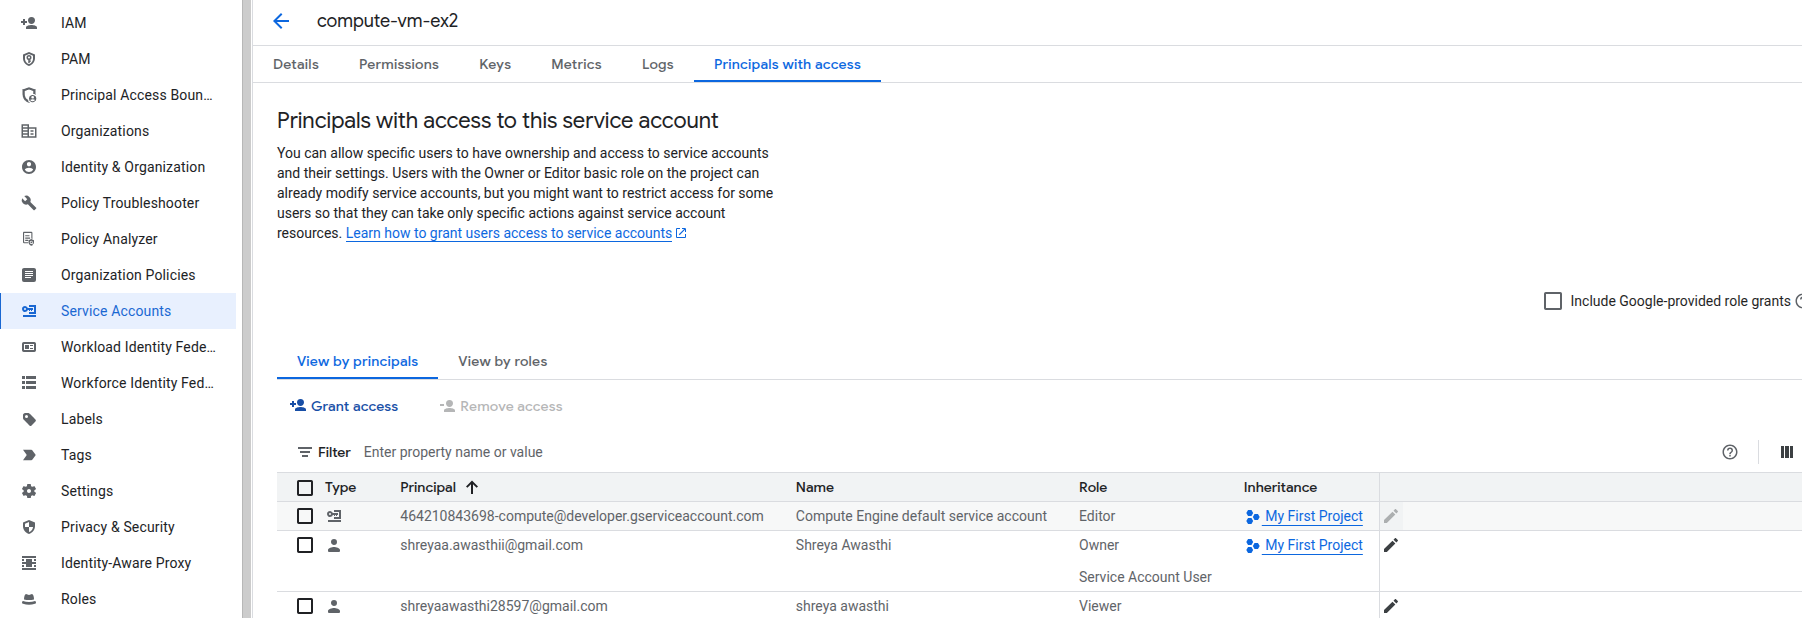 IAM
PAM
Principal Access Boun...
Organizations
Identity & Organization
Policy Troubleshooter
Policy Analyzer
Organization Policies
Service Accounts
Workload Identity Fede...
Workforce Identity Fed...
Labels
Tags
Settings
Privacy & Security
Identity-Aware Proxy
Roles
compute-vm-ex2
Details Permissions Keys Metrics Logs Principals with access
Principals with access to this service account
You can allow specific users to have ownership and access to service accounts
and their settings. Users with the Owner or Editor basic role on the project can
already modify service accounts, but you might want to restrict access for some
users so that they can take only specific actions against service account
resources. Learn how to grant users access to service accounts
Include Google-provided role grants
View by principals View by roles
Grant access Remove access
Filter Enter property name or value
Type Principal Name Role Inheritance
464210843698-compute@developer.gserviceaccount.com Compute Engine default service account Editor My First Project
shreyaa.awasthii@gmail.com Shreya Awasthi Owner My First Project
Service Account User
shreyaawasthi28597@gmail.com shreya awasthi Viewer